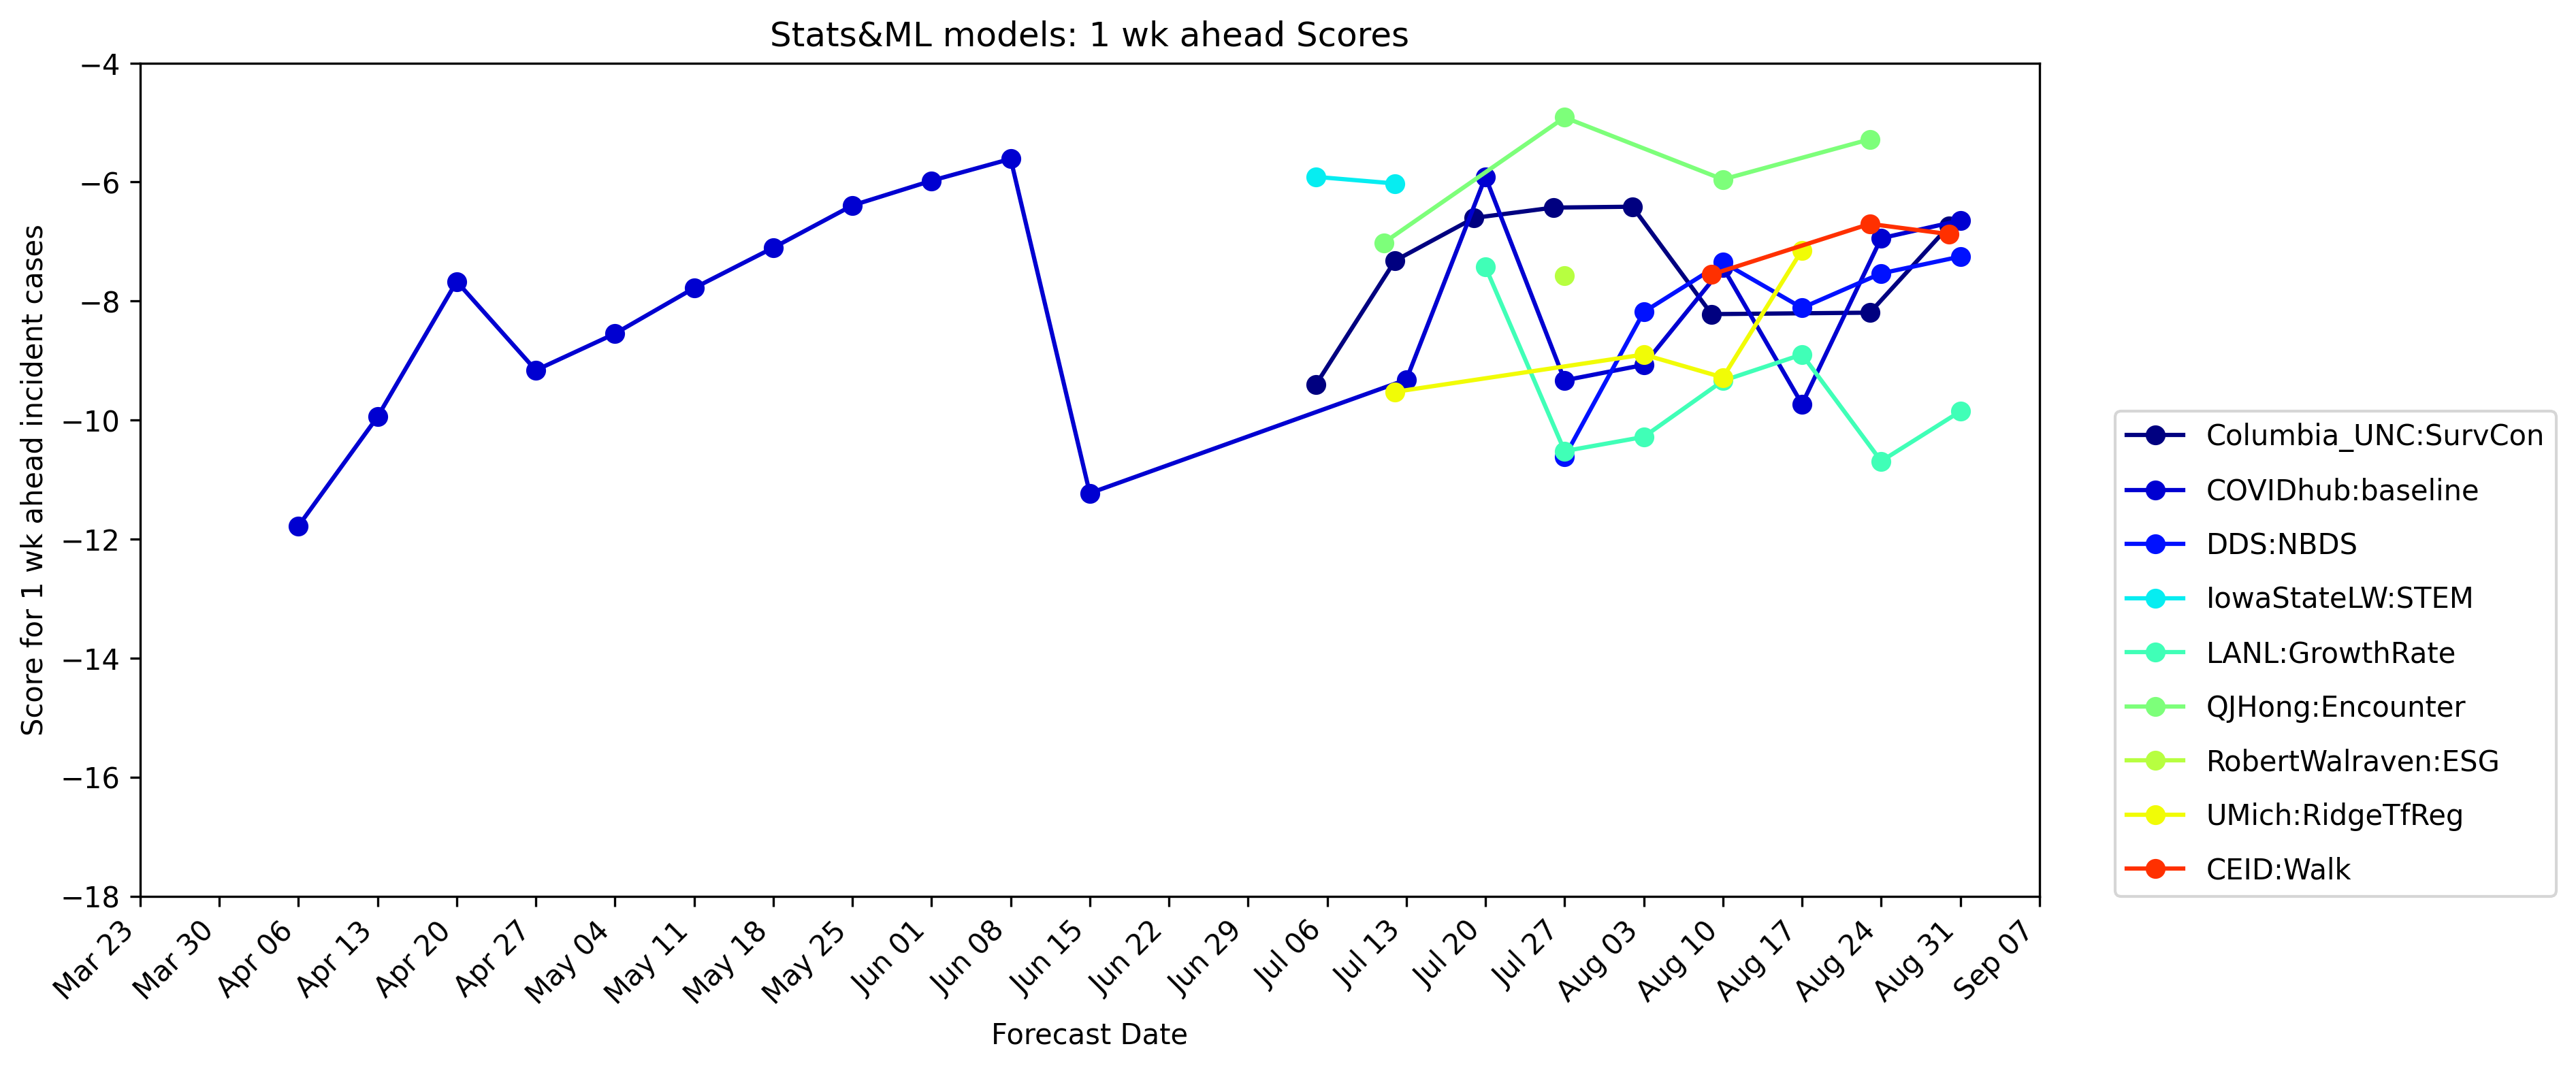 Stats&ML models: 1 wk ahead Scores
Score for 1 wk ahead incident cases
−4
−6
−8
−10
−12
−14
−16
−18
Mar 23
Mar 30
Apr 06
Apr 13
Apr 20
Apr 27
May 04
May 11
May 18
May 25
Jun 01
Jun 08
Jun 15
Jun 22
Jun 29
Jul 06
Jul 13
Jul 20
Jul 27
Aug 03
Aug 10
Aug 17
Aug 24
Aug 31
Sep 07
Forecast Date
Columbia_UNC:SurvCon
COVIDhub:baseline
DDS:NBDS
IowaStateLW:STEM
LANL:GrowthRate
QJHong:Encounter
RobertWalraven:ESG
UMich:RidgeTfReg
CEID:Walk